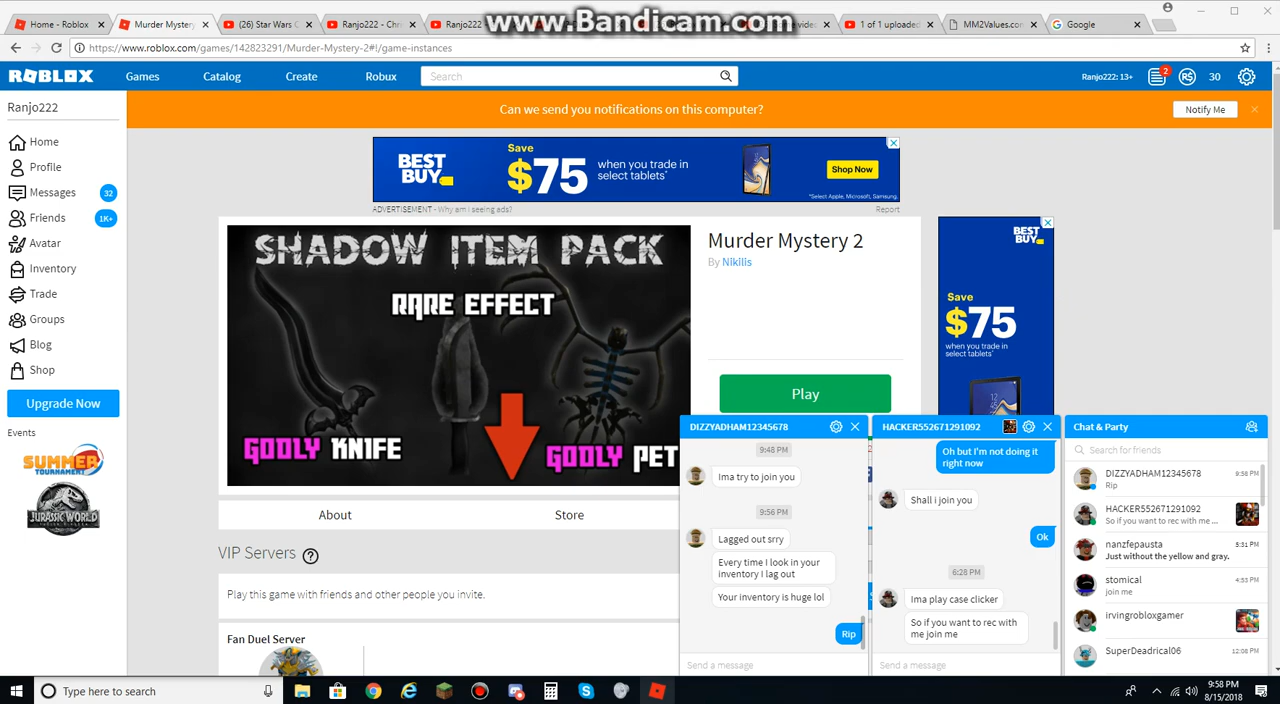 Home - Roblox
Murder Mystery
(26) Star Wars C
Ranjo222 - Chr
Ranjo222
1 of 1 uploaded
MM2Values.co
Google
www.Bandicam.com
https://www.roblox.com/games/142823291/Murder-Mystery-2#!/game-instances
ROBLOX
Games
Catalog
Create
Robux
Search
Ranjo222: 13+
2
R$
30
Ranjo222
Can we send you notifications on this computer?
Notify Me
Home
Profile
Messages
32
Friends
1K+
Avatar
Inventory
Trade
Groups
Blog
Shop
Upgrade Now
Events
SUMMER
TOURNAMENT
JURASSIC WORLD
BEST
BUY
Save
$75
when you trade in
select tablets*
Shop Now
*Select Apple, Microsoft, Samsung.
ADVERTISEMENT - Why am I seeing ads?
Report
SHADOW ITEM PACK
RARE EFFECT
GODLY KNIFE
GODLY PET
Murder Mystery 2
By Nikilis
Play
BEST
BUY
Save
$75
when you trade in
select tablets*
About
Store
VIP Servers
Play this game with friends and other people you invite.
Fan Duel Server
DIZZYADHAM12345678
9:48 PM
Ima try to join you
9:56 PM
Lagged out srry
Every time I look in your
inventory I lag out
Your inventory is huge lol
Rip
Send a message
HACKER552671291092
Oh but I'm not doing it
right now
Shall i join you
Ok
6:28 PM
Ima play case clicker
So if you want to rec with
me join me
Send a message
Chat & Party
Search for friends
DIZZYADHAM12345678
9:58 PM
Rip
HACKER552671291092
So if you want to rec with me ...
nanzfepausta
5:31 PM
Just without the yellow and gray.
stomical
4:53 PM
join me
irvingrobloxgamer
SuperDeadrical06
12:08 PM
Type here to search
9:58 PM
8/15/2018